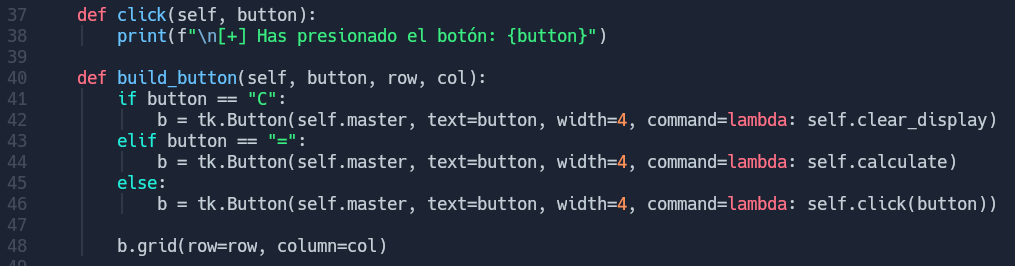 37 def click(self, button):
38 print(f"\n[+] Has presionado el botón: {button}")
39
40 def build_button(self, button, row, col):
41 if button == "C":
42 b = tk.Button(self.master, text=button, width=4, command=lambda: self.clear_display)
43 elif button == "=":
44 b = tk.Button(self.master, text=button, width=4, command=lambda: self.calculate)
45 else:
46 b = tk.Button(self.master, text=button, width=4, command=lambda: self.click(button))
47
48 b.grid(row=row, column=col)